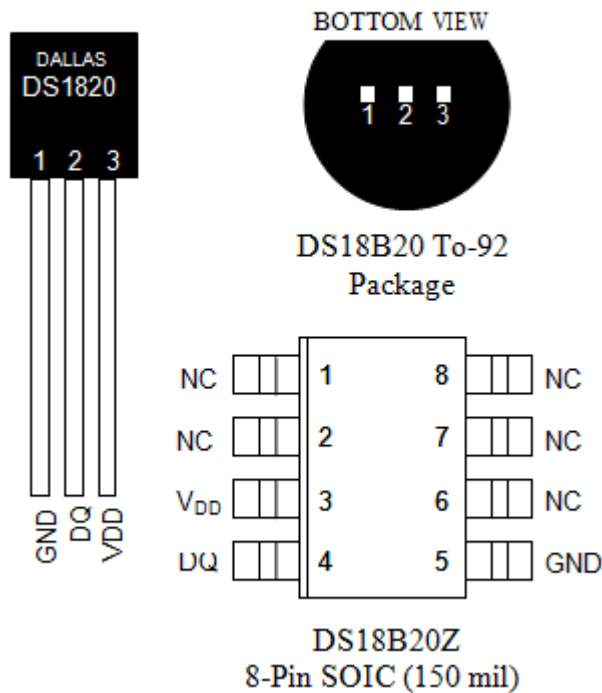 DALLAS
DS1820
1 2 3
GND DQ VDD
BOTTOM VIEW
1 2 3
DS18B20 To-92
Package
NC 1 8 NC
NC 2 7 NC
VDD 3 6 NC
DQ 4 5 GND
DS18B20Z
8-Pin SOIC (150 mil)